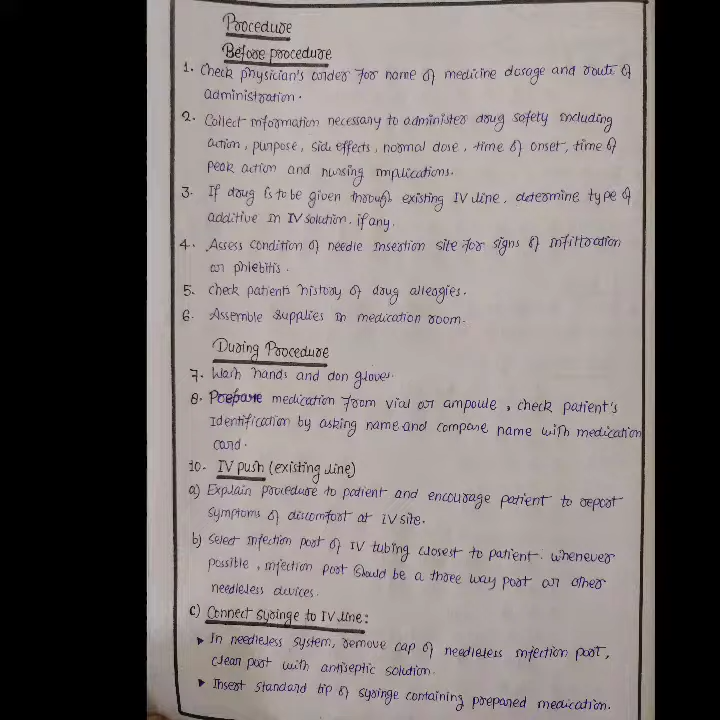 Procedure
Before procedure
1. Check physician's order for name of medicine dosage and route of
administration.
2. Collect information necessary to administer drug safety including
action, purpose, side effects, normal dose, time of onset, time of
peak action and nursing implications.
3. If drug is to be given through existing IV line, determine type of
additive in IV solution, if any.
4. Assess condition of needle insertion site for signs of infiltration
or phlebitis.
5. check patients history of drug allergies.
6. Assemble supplies in medication room.
During Procedure
7. Wash hands and don gloves.
8. Prepare medication from vial or ampoule, check patient's
identification by asking name and compare name with medication
card.
10. IV push (existing line)
a) Explain procedure to patient and encourage patient to report
symptoms of discomfort at IV site.
b) Select injection port of IV tubing closest to patient. whenever
possible, injection port should be a three way port or other
needleless devices.
c) Connect syringe to IV line:
▸ In needleless system, remove cap of needleless injection port,
clean port with antiseptic solution.
▸ Insert standard tip of syringe containing prepared medication.